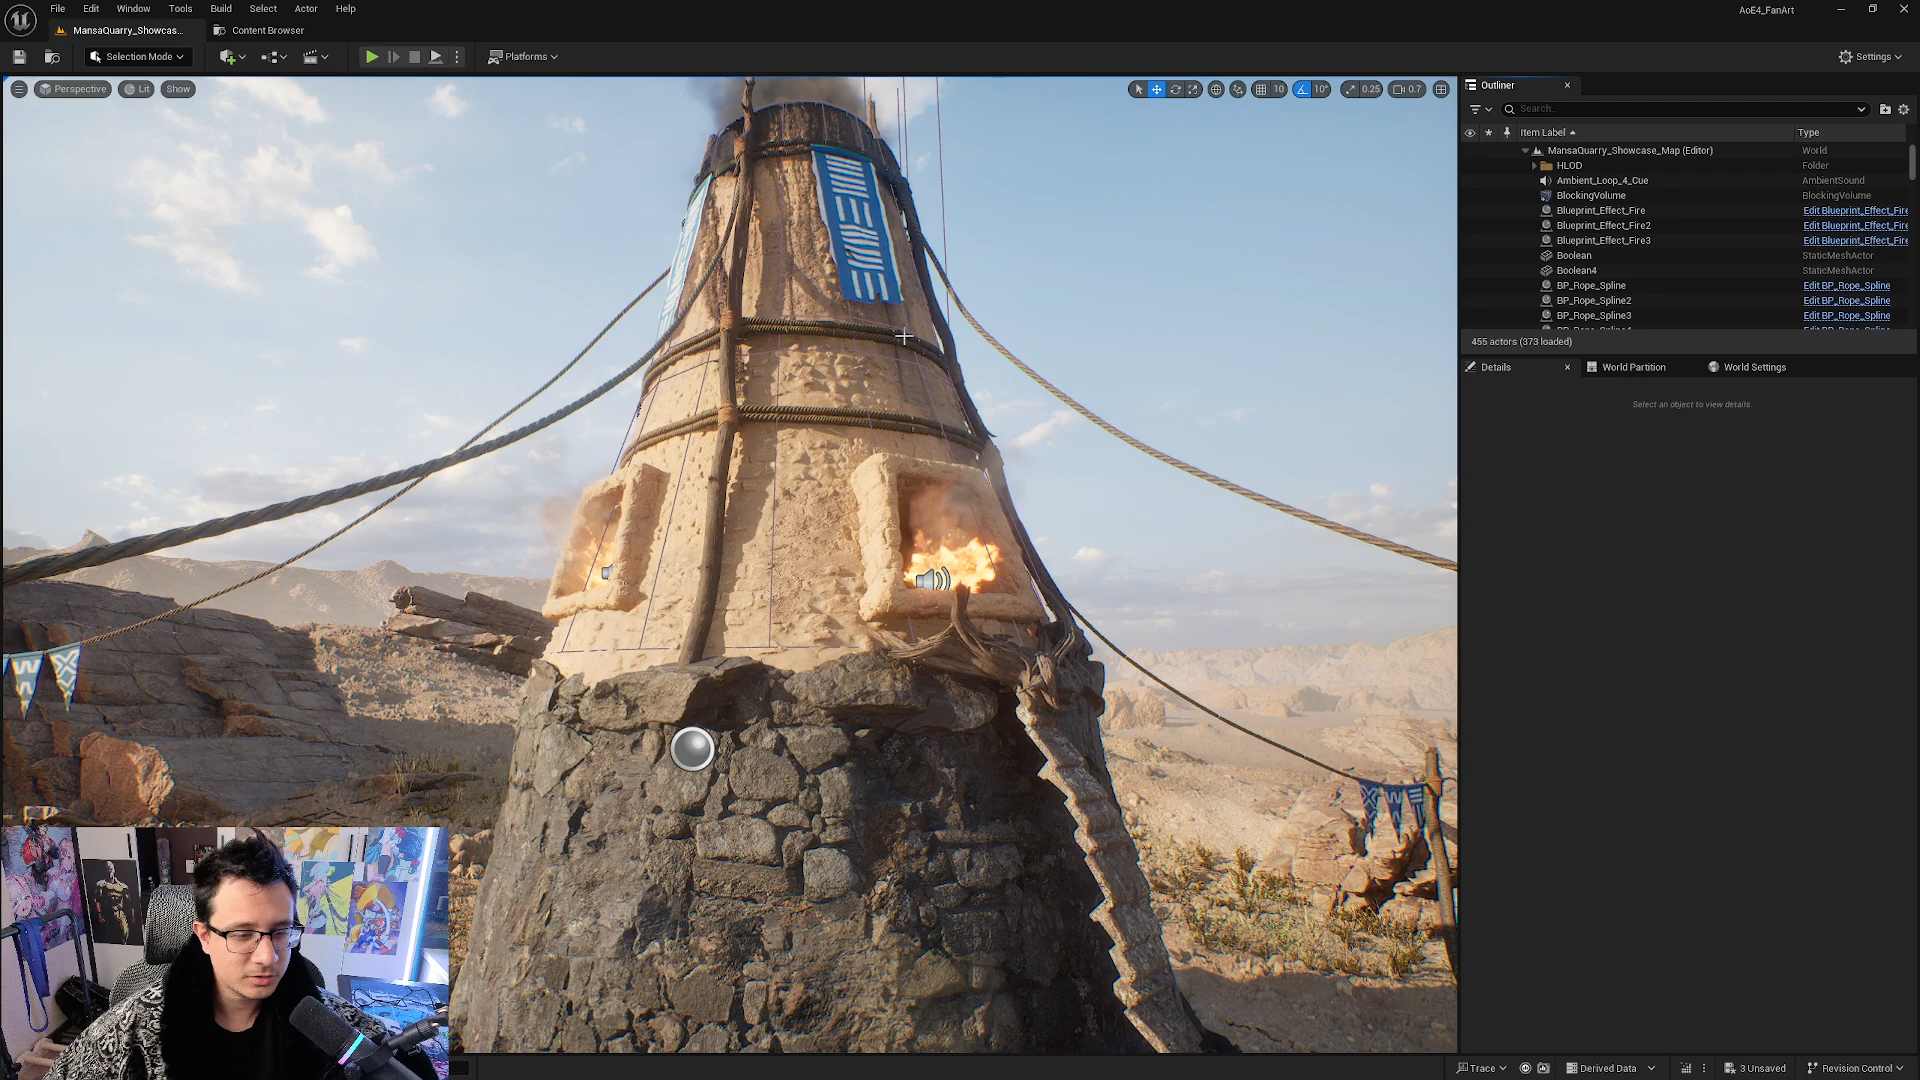 File Edit Window Tools Build Select Actor Help
AoE4_FanArt
MansaQuarry_Showcas...
Content Browser
Selection Mode
Platforms
Settings
Perspective
Lit
Show
10
10°
0.25
0.7
Outliner
Search...
Item Label
Type
MansaQuarry_Showcase_Map (Editor) World
HLOD Folder
Ambient_Loop_4_Cue AmbientSound
BlockingVolume BlockingVolume
Blueprint_Effect_Fire Edit Blueprint_Effect_Fire
Blueprint_Effect_Fire2 Edit Blueprint_Effect_Fire
Blueprint_Effect_Fire3 Edit Blueprint_Effect_Fire
Boolean StaticMeshActor
Boolean4 StaticMeshActor
BP_Rope_Spline Edit BP_Rope_Spline
BP_Rope_Spline2 Edit BP_Rope_Spline
BP_Rope_Spline3 Edit BP_Rope_Spline
455 actors (373 loaded)
Details
World Partition
World Settings
Select an object to view details.
Trace
Derived Data
3 Unsaved
Revision Control